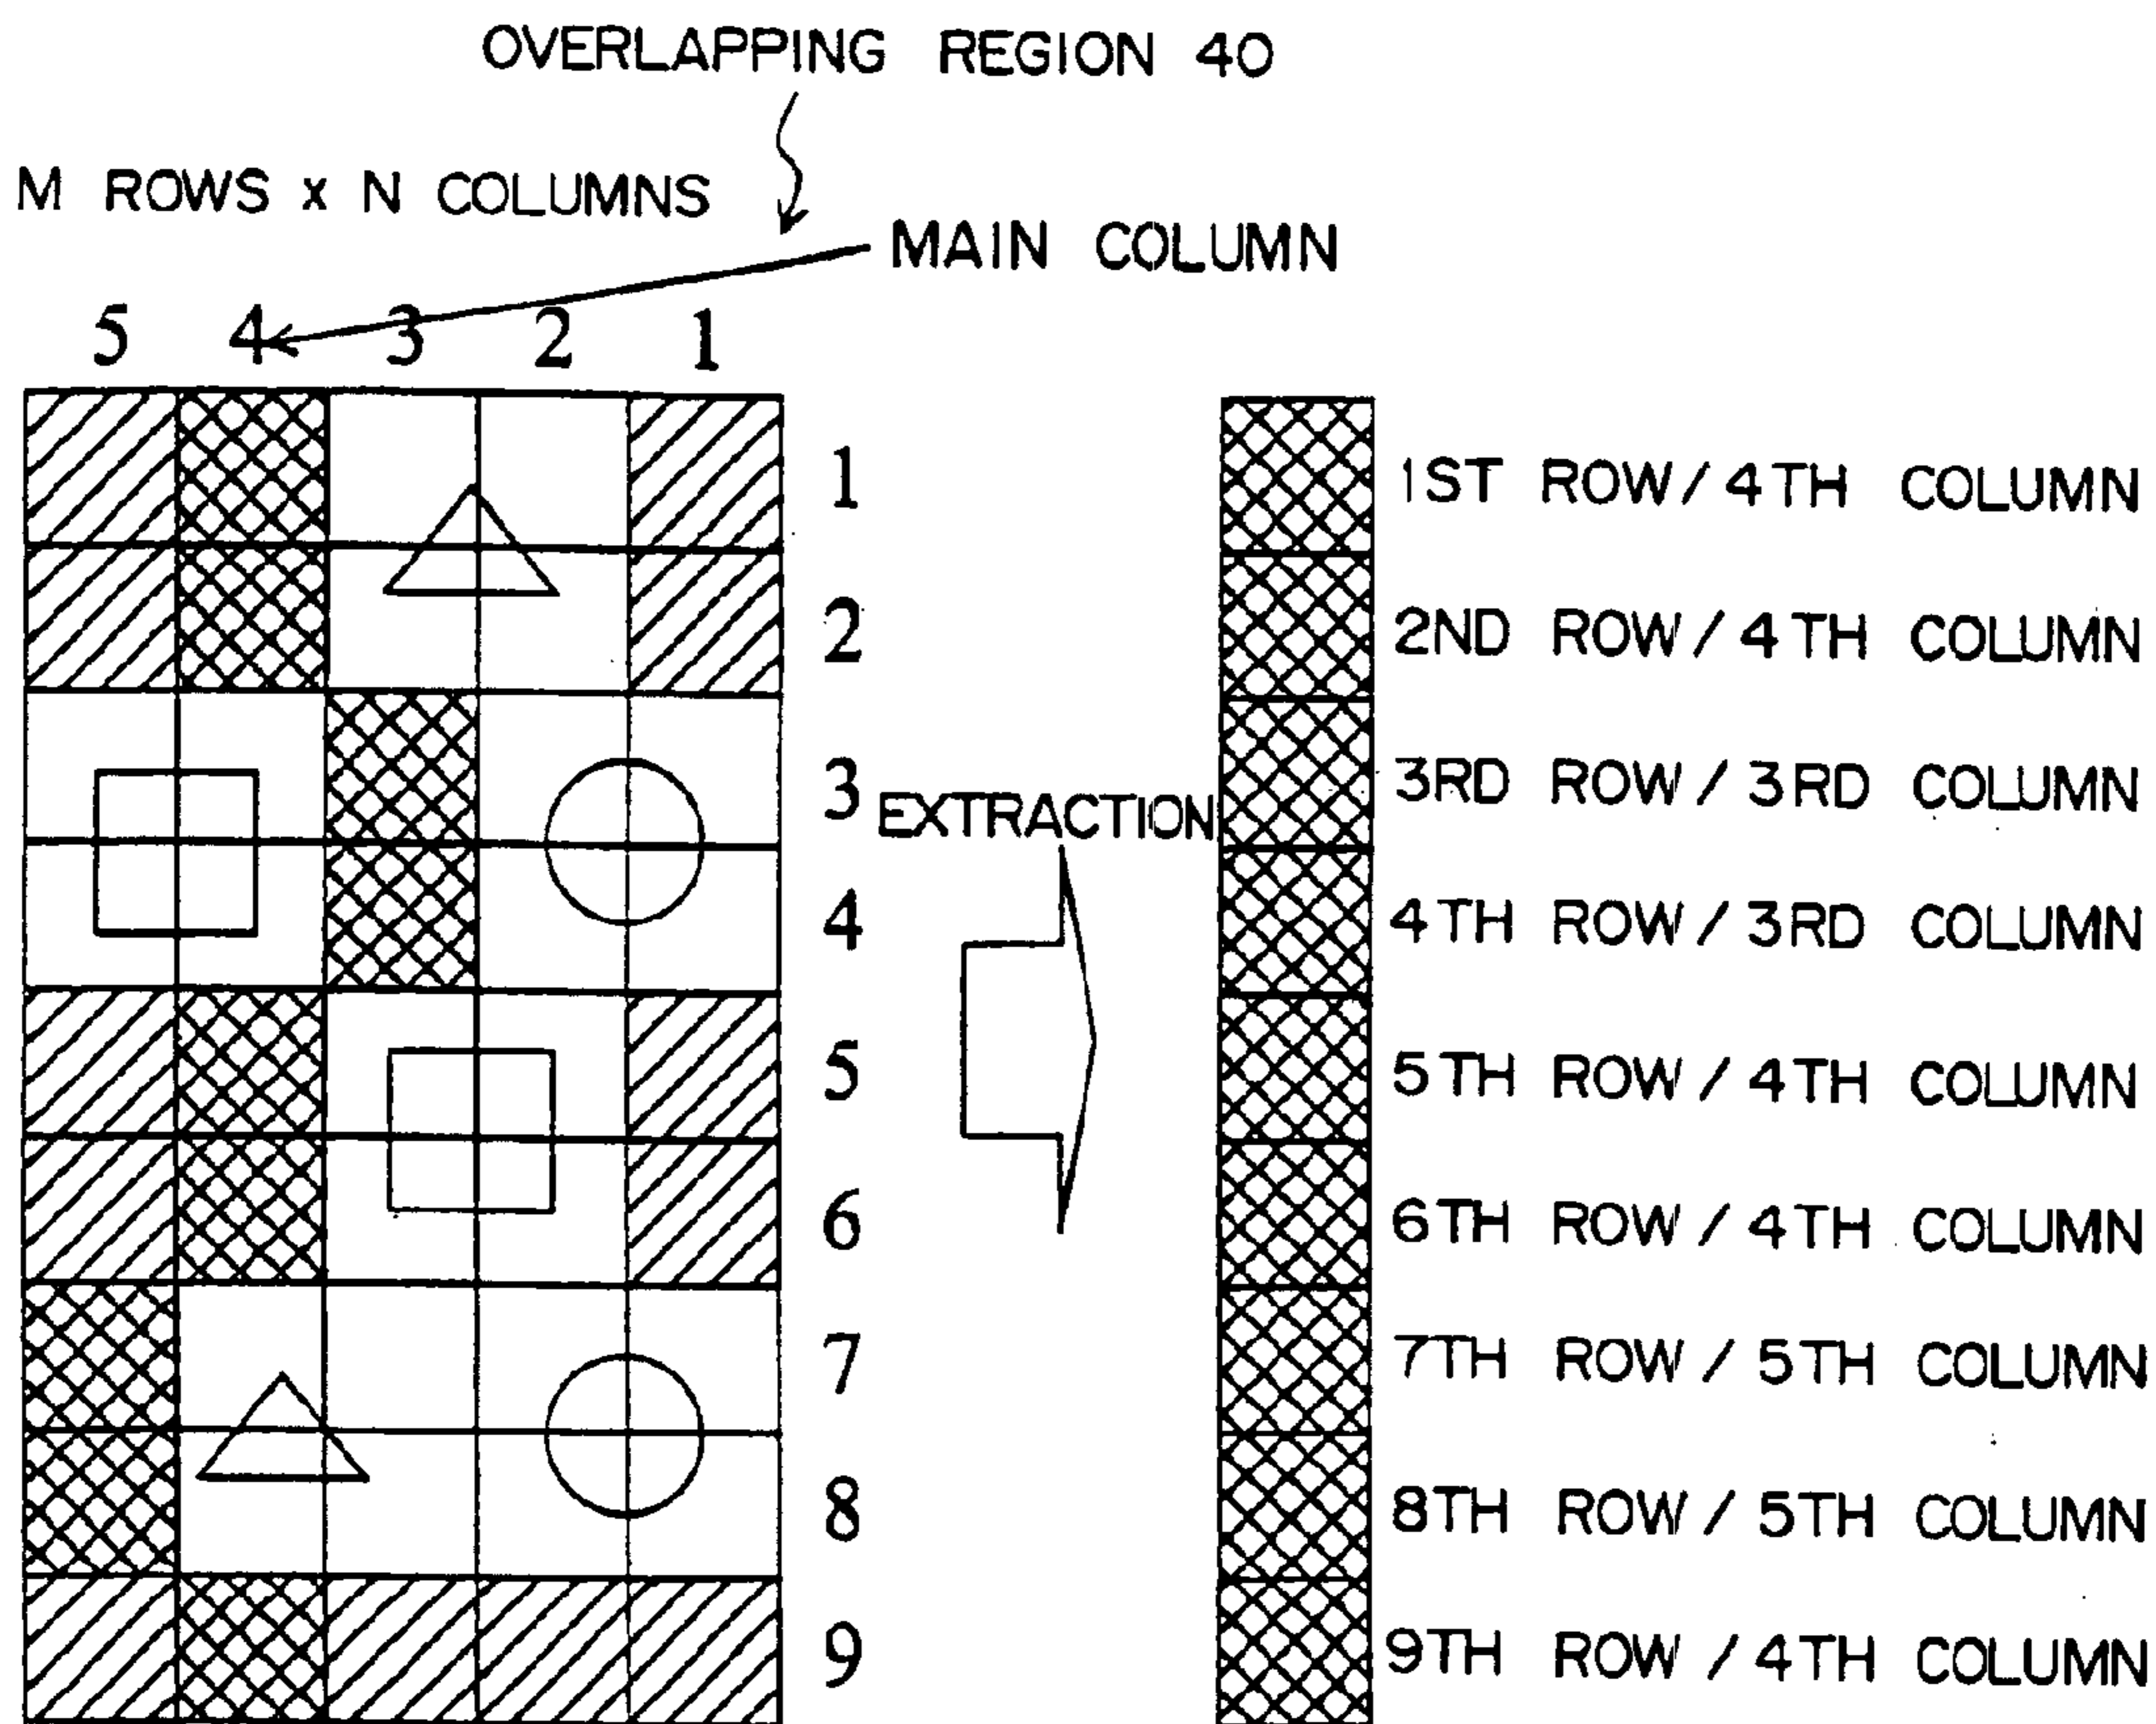 OVERLAPPING REGION 40
M ROWS x N COLUMNS
MAIN COLUMN
5 4 3 2 1
1 1ST ROW/4TH COLUMN
2 2ND ROW/4TH COLUMN
3 EXTRACTION 3RD ROW/3RD COLUMN
4 4TH ROW/3RD COLUMN
5 5TH ROW/4TH COLUMN
6 6TH ROW/4TH COLUMN
7 7TH ROW/5TH COLUMN
8 8TH ROW/5TH COLUMN
9 9TH ROW/4TH COLUMN